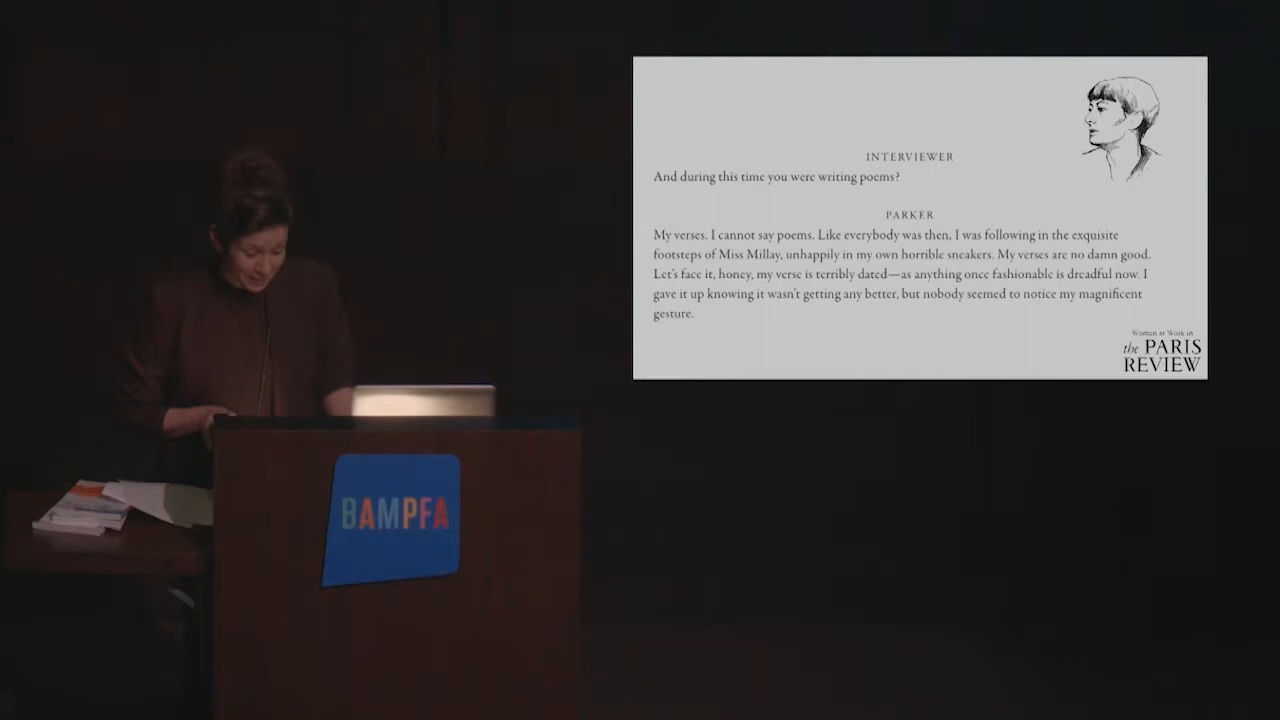 INTERVIEWER
And during this time you were writing poems?
PARKER
My verses. I cannot say poems. Like everybody was then, I was following in the exquisite
footsteps of Miss Millay, unhappily in my own horrible sneakers. My verses are no damn good.
Let's face it, honey, my verse is terribly dated—as anything once fashionable is dreadful now. I
gave it up knowing it wasn't getting any better, but nobody seemed to notice my magnificent
gesture.
Women at Work in
the PARIS
REVIEW
BAMPFA